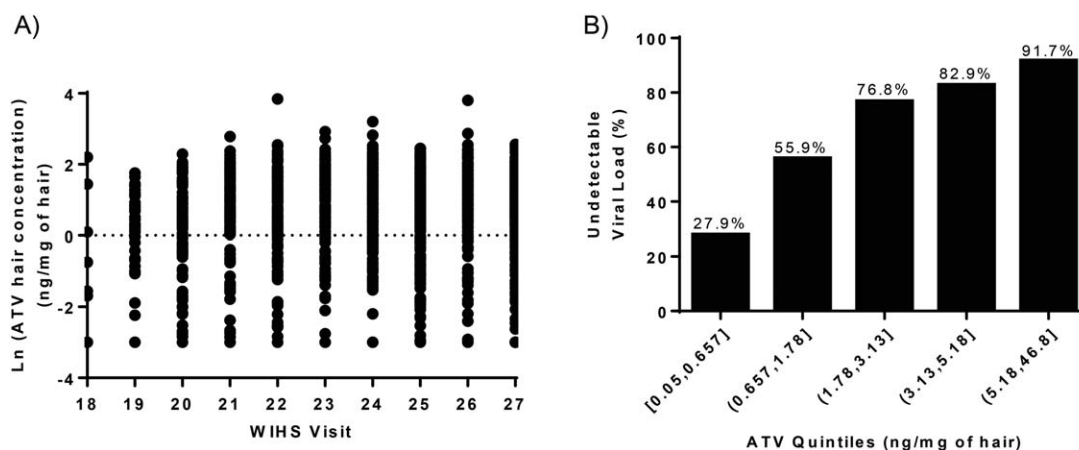 A)
Ln (ATV hair concentration)
(ng/mg of hair)
4
2
0
-2
-4
18 19 20 21 22 23 24 25 26 27
WIHS Visit
B)
Undetectable
Viral Load (%)
100
80
60
40
20
0
27.9%
55.9%
76.8%
82.9%
91.7%
[0.05,0.657]
(0.657,1.78]
(1.78,3.13]
(3.13,5.18]
(5.18,46.8]
ATV Quintiles (ng/mg of hair)